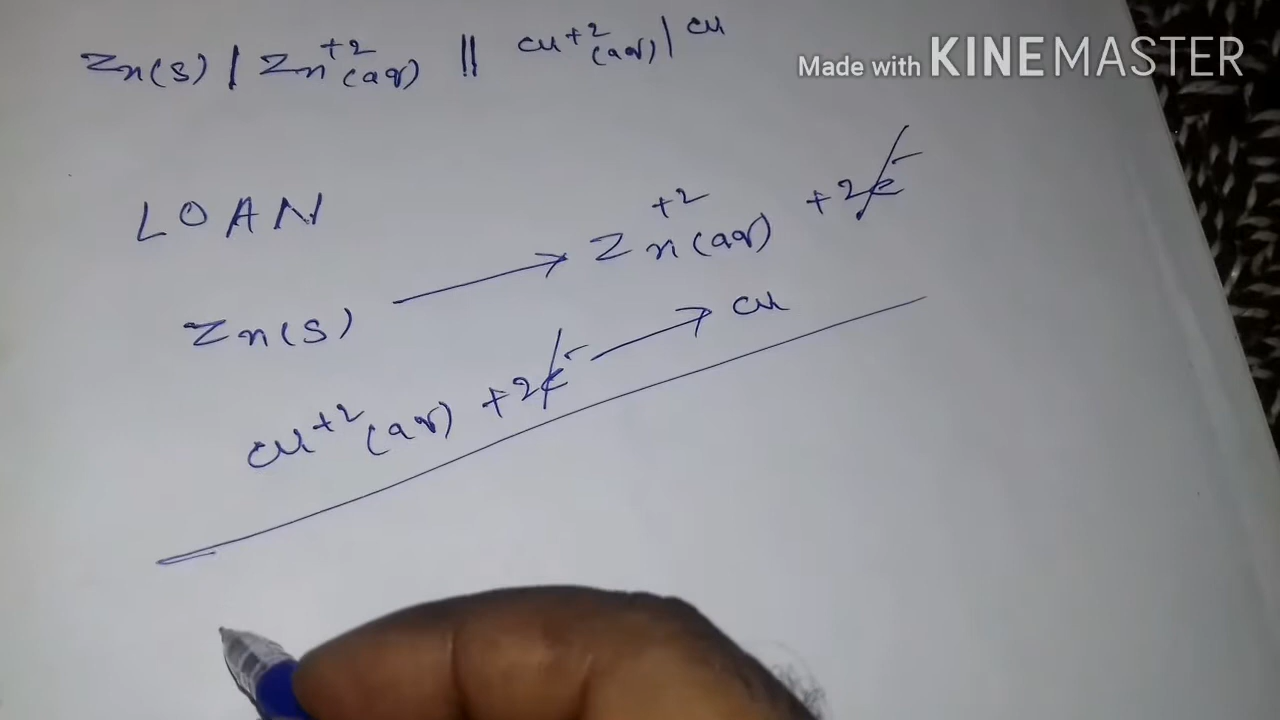 Zn(s) | Zn+2(aq) || Cu+2(aq) | Cu
Made with KINEMASTER
LOAN
Zn(s) ⟶ Zn+2(aq) + 2e-
Cu+2(aq) + 2e- ⟶ Cu